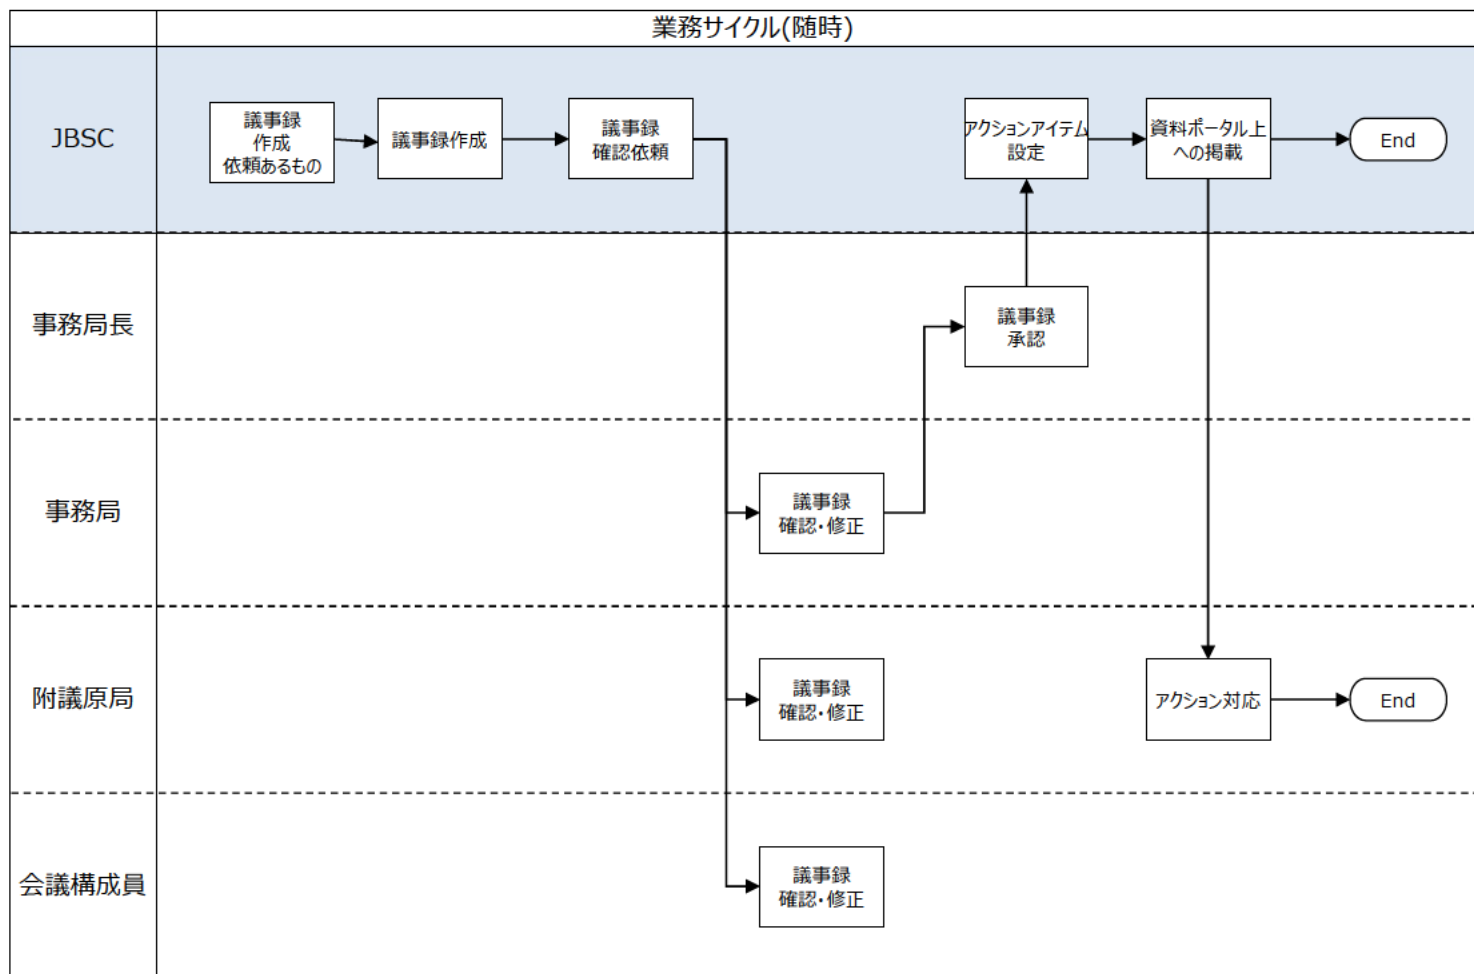 業務サイクル(随時)
JBSC
議事録
作成
依頼あるもの
議事録作成
議事録
確認依頼
アクションアイテム
設定
資料ポータル上
への掲載
End
事務局長
議事録
承認
事務局
議事録
確認・修正
附議原局
議事録
確認・修正
アクション対応
End
会議構成員
議事録
確認・修正